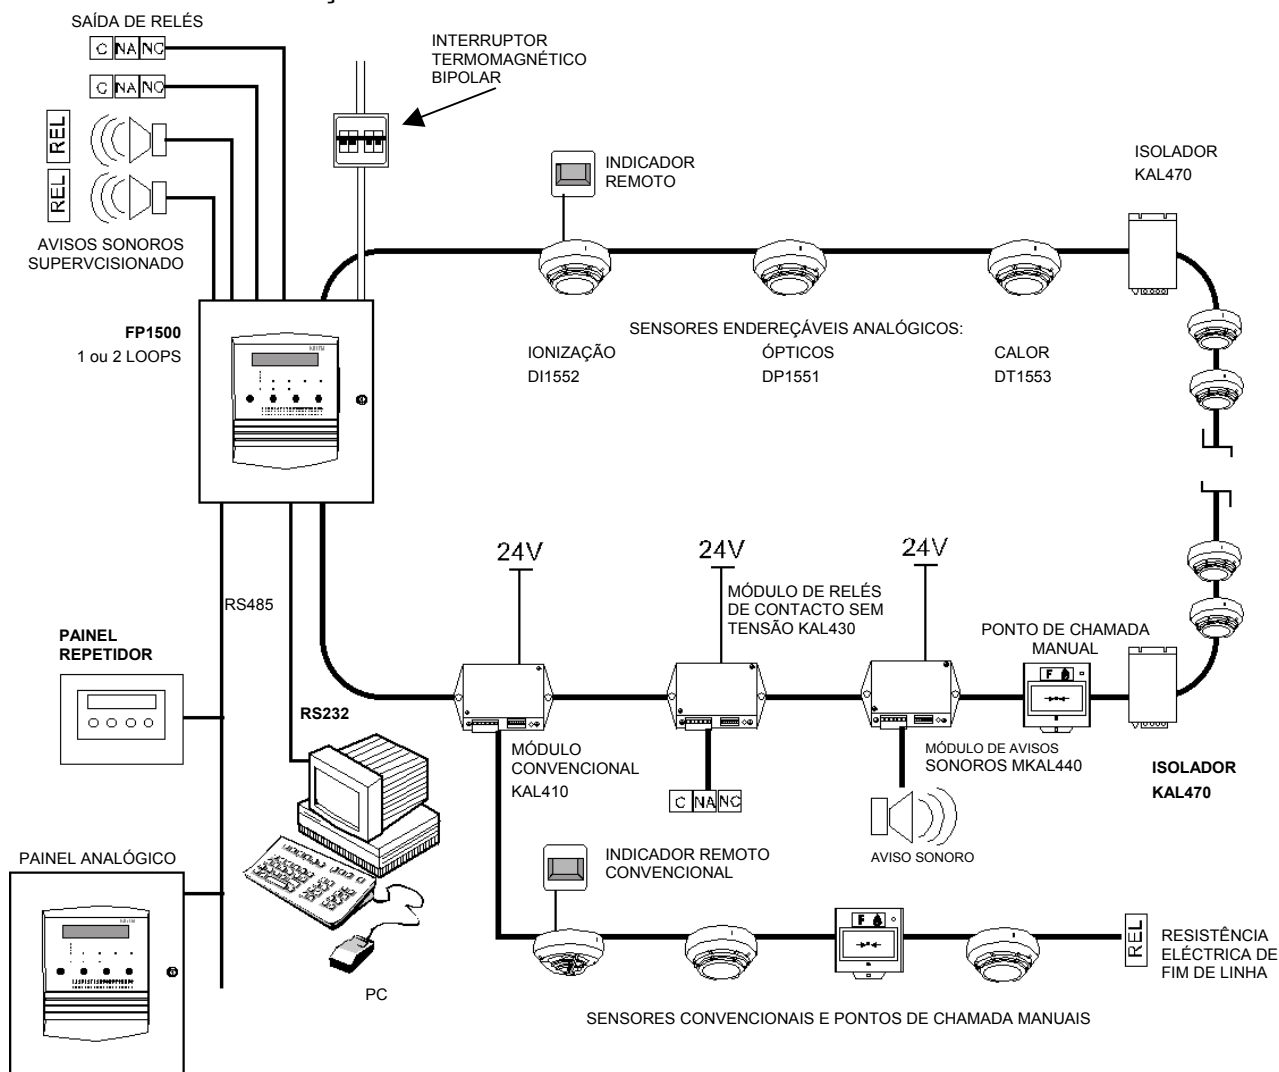 SAÍDA DE RELÉS
C NA NC
C NA NC
REL
REL
AVISOS SONOROS
SUPERVCISIONADO
INTERRUPTOR
TERMOMAGNÉTICO
BIPOLAR
INDICADOR
REMOTO
ISOLADOR
KAL470
FP1500
1 ou 2 LOOPS
SENSORES ENDEREÇÁVEIS ANALÓGICOS:
IONIZAÇÃO
DI1552
ÓPTICOS
DP1551
CALOR
DT1553
24V
24V
24V
MÓDULO DE RELÉS
DE CONTACTO SEM
TENSÃO KAL430
PONTO DE CHAMADA
MANUAL
F
RS485
PAINEL
REPETIDOR
RS232
MÓDULO
CONVENCIONAL
KAL410
C NA NC
MÓDULO DE AVISOS
SONOROS MKAL440
AVISO SONORO
ISOLADOR
KAL470
PAINEL ANALÓGICO
PC
INDICADOR REMOTO
CONVENCIONAL
F
REL
RESISTÊNCIA
ELÉCTRICA DE
FIM DE LINHA
SENSORES CONVENCIONAIS E PONTOS DE CHAMADA MANUAIS